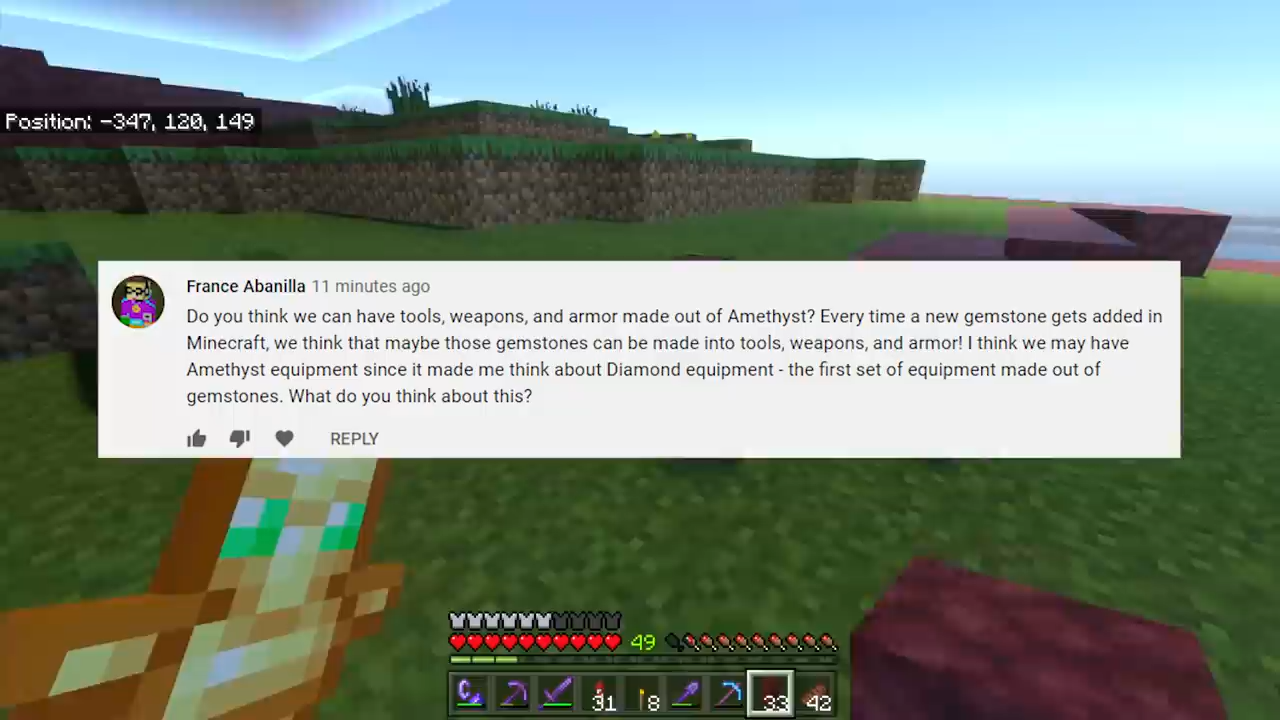 Position: -347, 120, 149
France Abanilla 11 minutes ago
Do you think we can have tools, weapons, and armor made out of Amethyst? Every time a new gemstone gets added in
Minecraft, we think that maybe those gemstones can be made into tools, weapons, and armor! I think we may have
Amethyst equipment since it made me think about Diamond equipment - the first set of equipment made out of
gemstones. What do you think about this?
REPLY
49
31 8 33 42